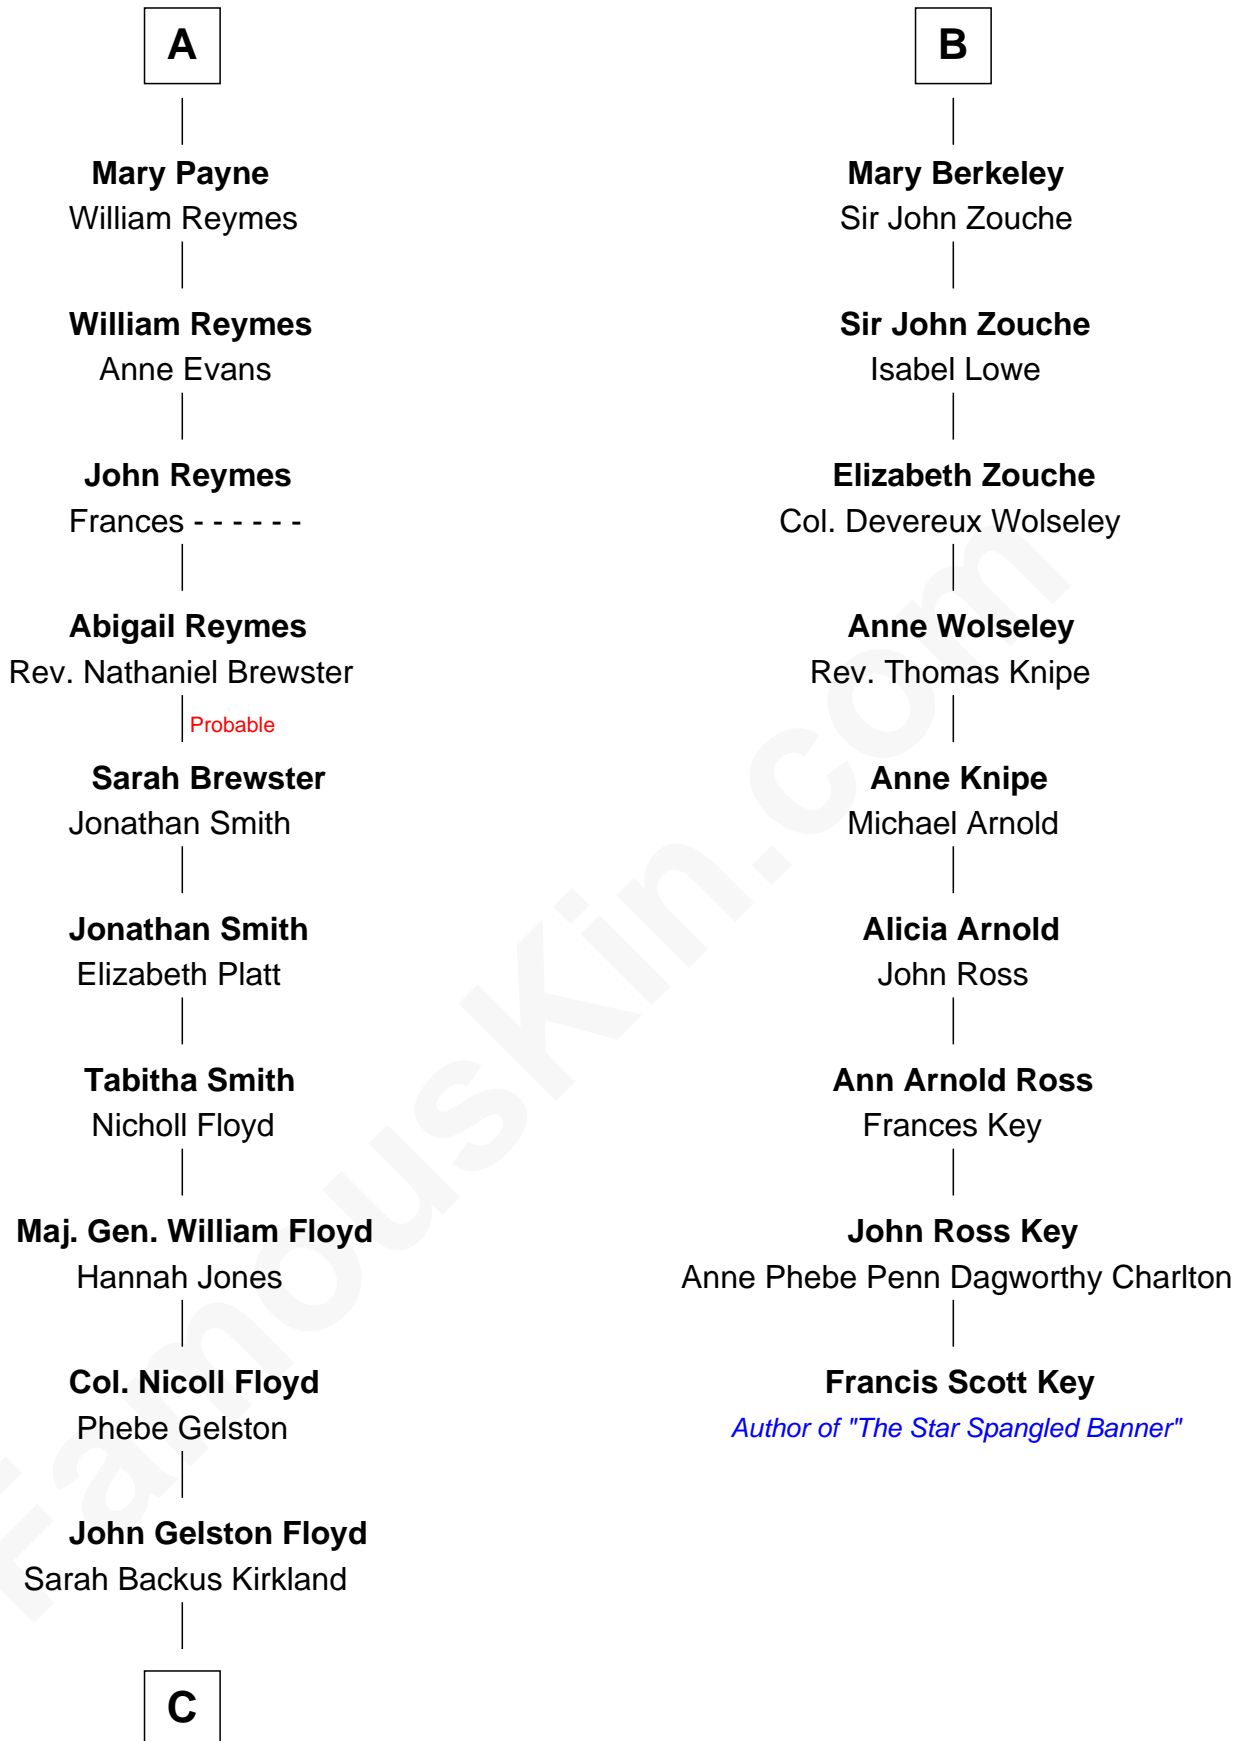 A
Mary Payne
William Reymes
William Reymes
Anne Evans
John Reymes
Frances - - - - - -
Abigail Reymes
Rev. Nathaniel Brewster
Probable
Sarah Brewster
Jonathan Smith
Jonathan Smith
Elizabeth Platt
Tabitha Smith
Nicholl Floyd
Maj. Gen. William Floyd
Hannah Jones
Col. Nicoll Floyd
Phebe Gelston
John Gelston Floyd
Sarah Backus Kirkland
C
B
Mary Berkeley
Sir John Zouche
Sir John Zouche
Isabel Lowe
Elizabeth Zouche
Col. Devereux Wolseley
Anne Wolseley
Rev. Thomas Knipe
Anne Knipe
Michael Arnold
Alicia Arnold
John Ross
Ann Arnold Ross
Frances Key
John Ross Key
Anne Phebe Penn Dagworthy Charlton
Francis Scott Key
Author of "The Star Spangled Banner"
FamousKin.com